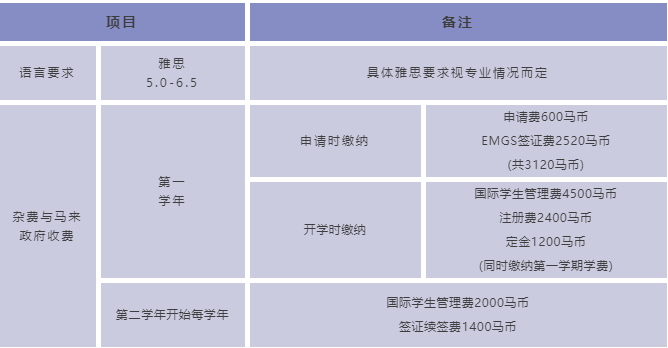 项目
备注
语言要求
雅思
5.0-6.5
具体雅思要求视专业情况而定
杂费与马来
政府收费
第一
学年
申请时缴纳
申请费600马币
EMGS签证费2520马币
(共3120马币)
开学时缴纳
国际学生管理费4500马币
注册费2400马币
定金1200马币
(同时缴纳第一学期学费)
第二学年开始每学年
国际学生管理费2000马币
签证续签费1400马币